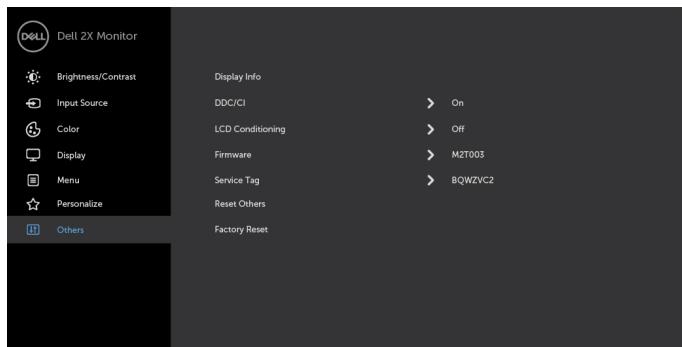 DELL Dell 2X Monitor
Brightness/Contrast Display Info
Input Source DDC/CI On
Color LCD Conditioning Off
Display Firmware M2T003
Menu Service Tag BQWZVC2
Personalize Reset Others
Others Factory Reset